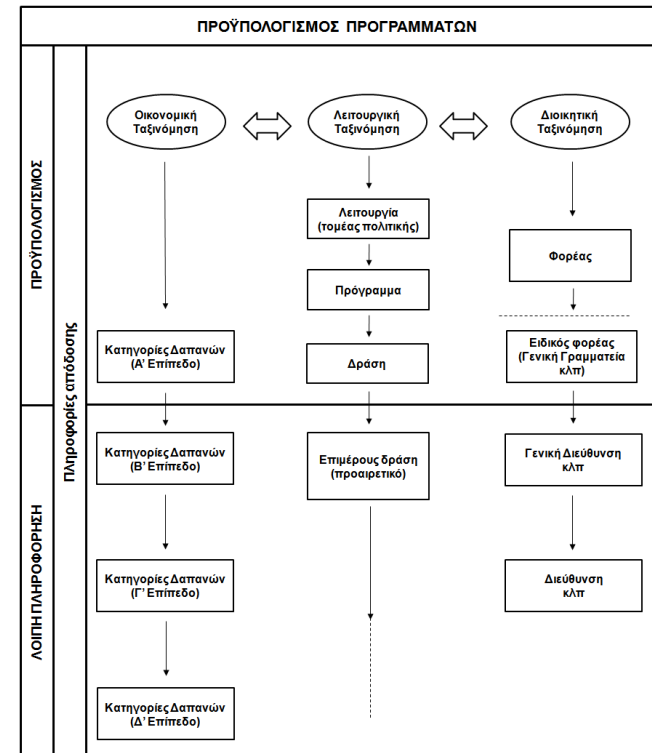 ΠΡΟΫΠΟΛΟΓΙΣΜΟΣ ΠΡΟΓΡΑΜΜΑΤΩΝ
ΠΡΟΫΠΟΛΟΓΙΣΜΟΣ
ΛΟΙΠΗ ΠΛΗΡΟΦΟΡΗΣΗ
Πληροφορίες απόδοσης
Οικονομική
Ταξινόμηση
Κατηγορίες Δαπανών
(Α' Επίπεδο)
Κατηγορίες Δαπανών
(Β' Επίπεδο)
Κατηγορίες Δαπανών
(Γ' Επίπεδο)
Κατηγορίες Δαπανών
(Δ' Επίπεδο)
Λειτουργική
Ταξινόμηση
Λειτουργία
(τομέας πολιτικής)
Πρόγραμμα
Δράση
Επιμέρους δράση
(προαιρετικό)
Διοικητική
Ταξινόμηση
Φορέας
Ειδικός φορέας
(Γενική Γραμματεία
κλπ)
Γενική Διεύθυνση
κλπ
Διεύθυνση
κλπ